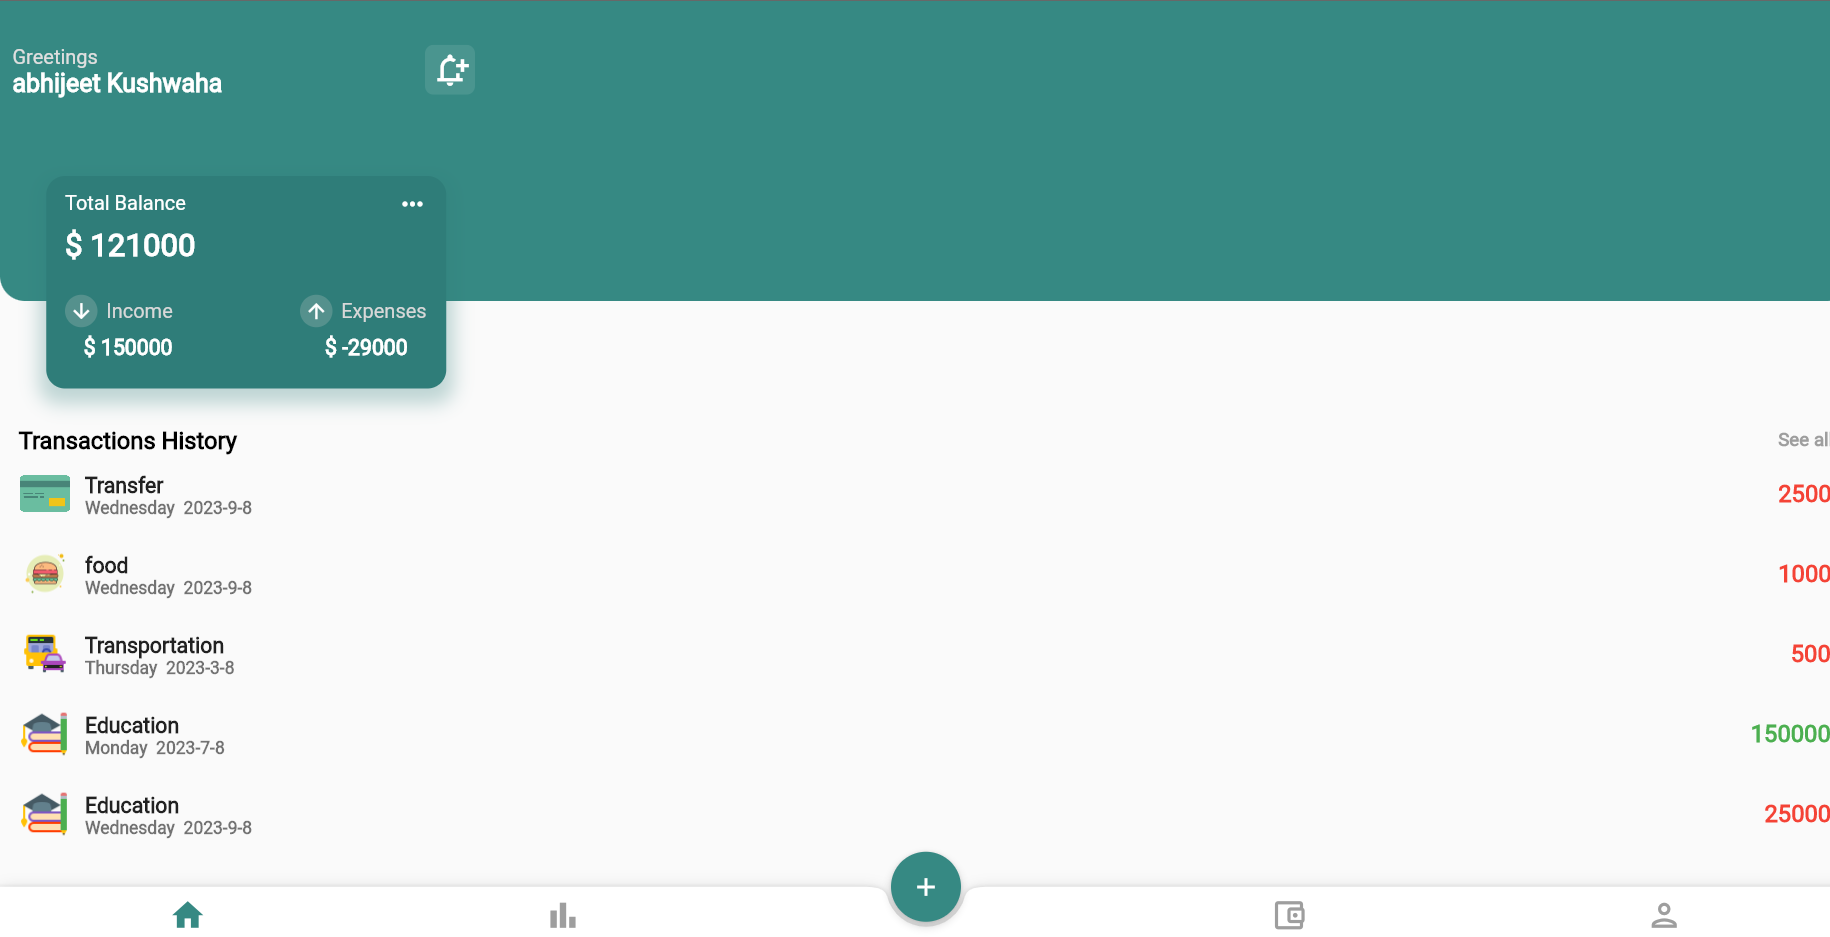 Greetings
abhijeet Kushwaha
Total Balance
$ 121000
Income
Expenses
$ 150000
$ -29000
Transactions History
See all
Transfer
Wednesday 2023-9-8
2500
food
Wednesday 2023-9-8
1000
Transportation
Thursday 2023-3-8
500
Education
Monday 2023-7-8
150000
Education
Wednesday 2023-9-8
25000